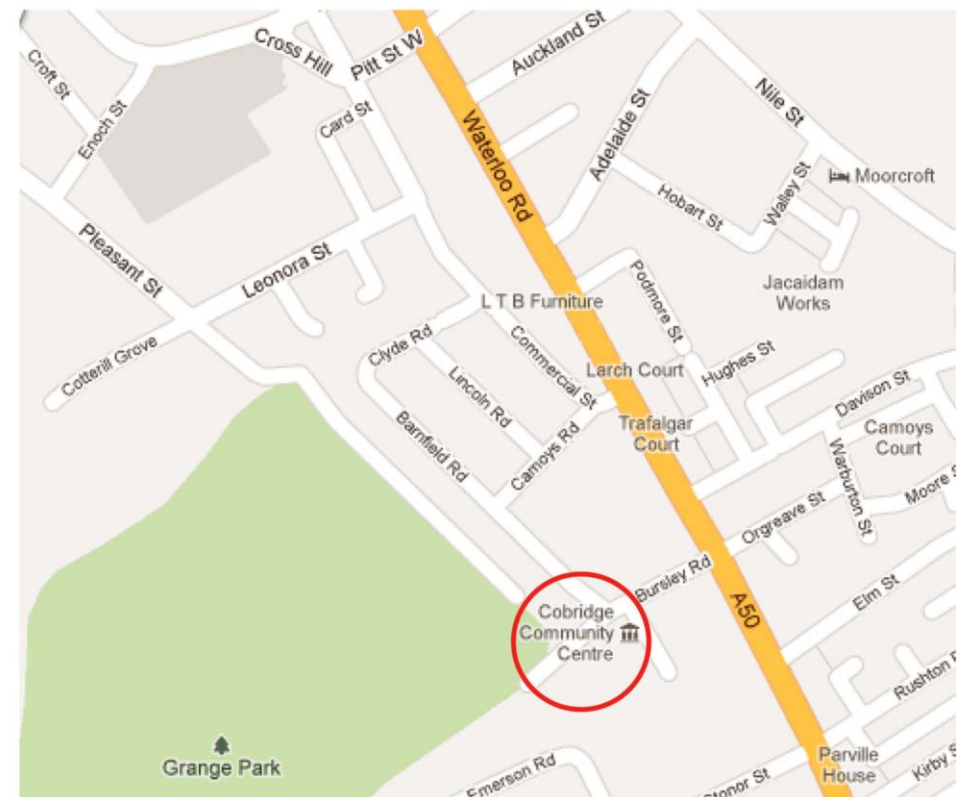 Cross Hill
Pitt St W
Auckland St
Croft St
Enoch St
Card St
Waterloo Rd
Adelaide St
Nile St
Moorcroft
Walley St
Hobart St
Pleasant St
Leonora St
Podmore St
Jacaidam
Works
L T B Furniture
Clyde Rd
Commercial St
Cotterill Grove
Lincoln Rd
Larch Court
Hughes St
Davison St
Barnfield Rd
Camoys Rd
Trafalgar
Court
Camoys
Court
Warburton St
Moore S
Orgreave St
Bursley Rd
A50
Elm St
Cobridge
Community
Centre
Rushton R
Grange Park
Emerson Rd
Stonor St
Parville
House
Kirby S